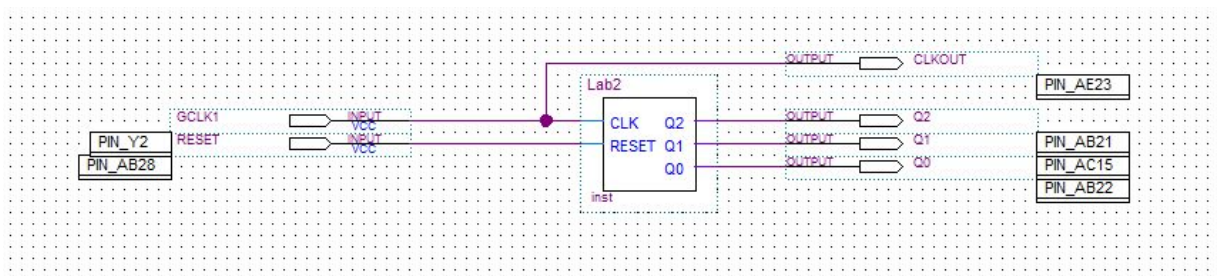 OUTPUT CLKOUT
PIN_AE23
Lab2
GCLK1 INPUT
VCC
CLK Q2
OUTPUT Q2
PIN_Y2
RESET INPUT
VCC
RESET Q1
OUTPUT Q1
PIN_AB21
PIN_AB28
Q0
OUTPUT Q0
PIN_AC15
PIN_AB22
inst